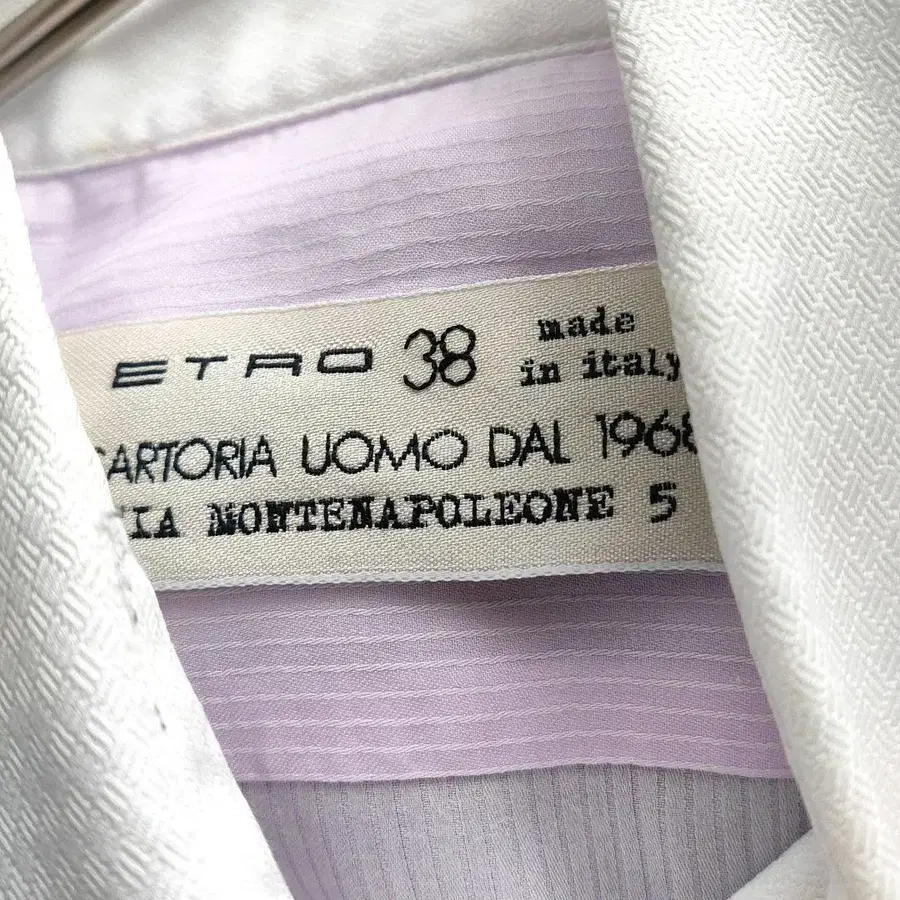 ETRO 38 made in italy
SARTORIA UOMO DAL 1968
VIA MONTENAPOLEONE 5